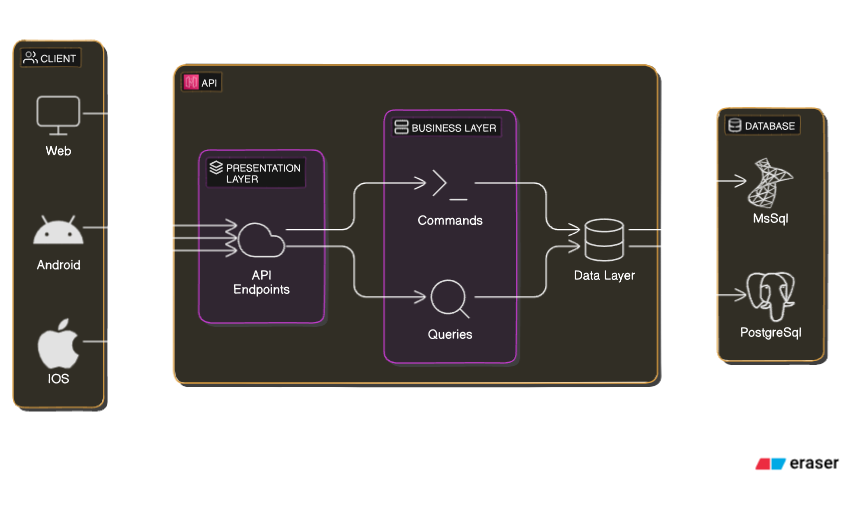 CLIENT
Web
Android
IOS
API
PRESENTATION
LAYER
API
Endpoints
BUSINESS LAYER
Commands
Queries
Data Layer
DATABASE
MsSql
PostgreSql
eraser